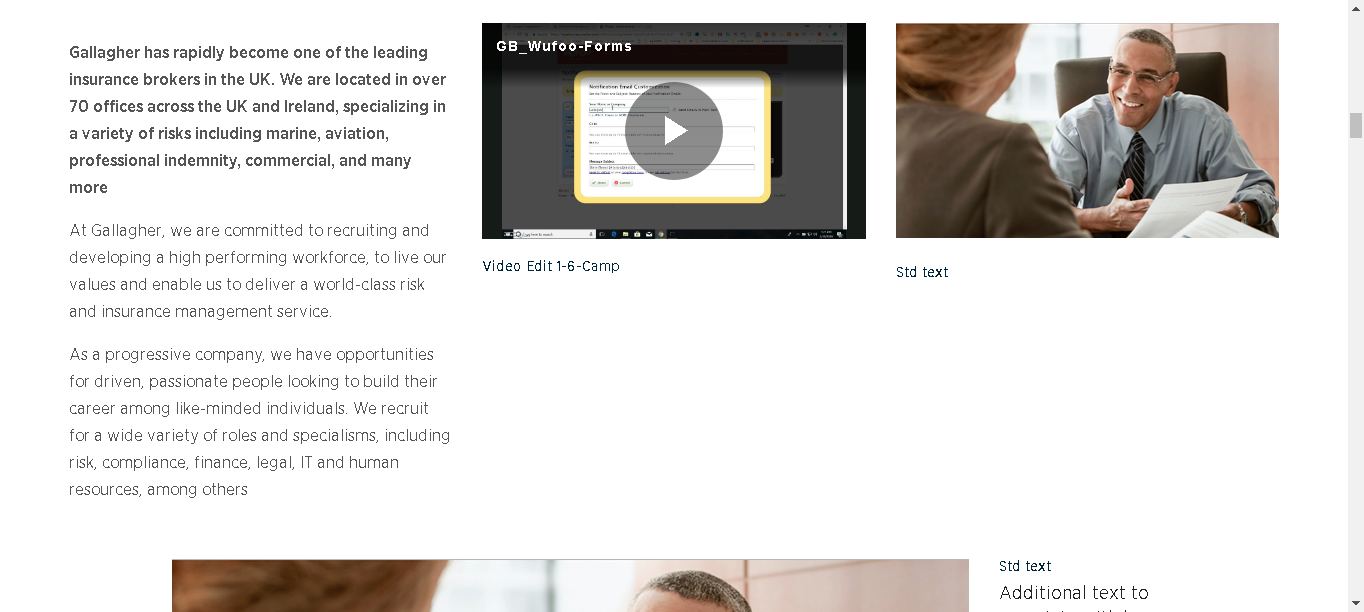 Gallagher has rapidly become one of the leading
insurance brokers in the UK. We are located in over
70 offices across the UK and Ireland, specializing in
a variety of risks including marine, aviation,
professional indemnity, commercial, and many
more
At Gallagher, we are committed to recruiting and
developing a high performing workforce, to live our
values and enable us to deliver a world-class risk
and insurance management service.
As a progressive company, we have opportunities
for driven, passionate people looking to build their
career among like-minded individuals. We recruit
for a wide variety of roles and specialisms, including
risk, compliance, finance, legal, IT and human
resources, among others
GB_Wufoo-Forms
Notification Email Customization
Video Edit 1-6-Camp
Std text
Std text
Additional text to